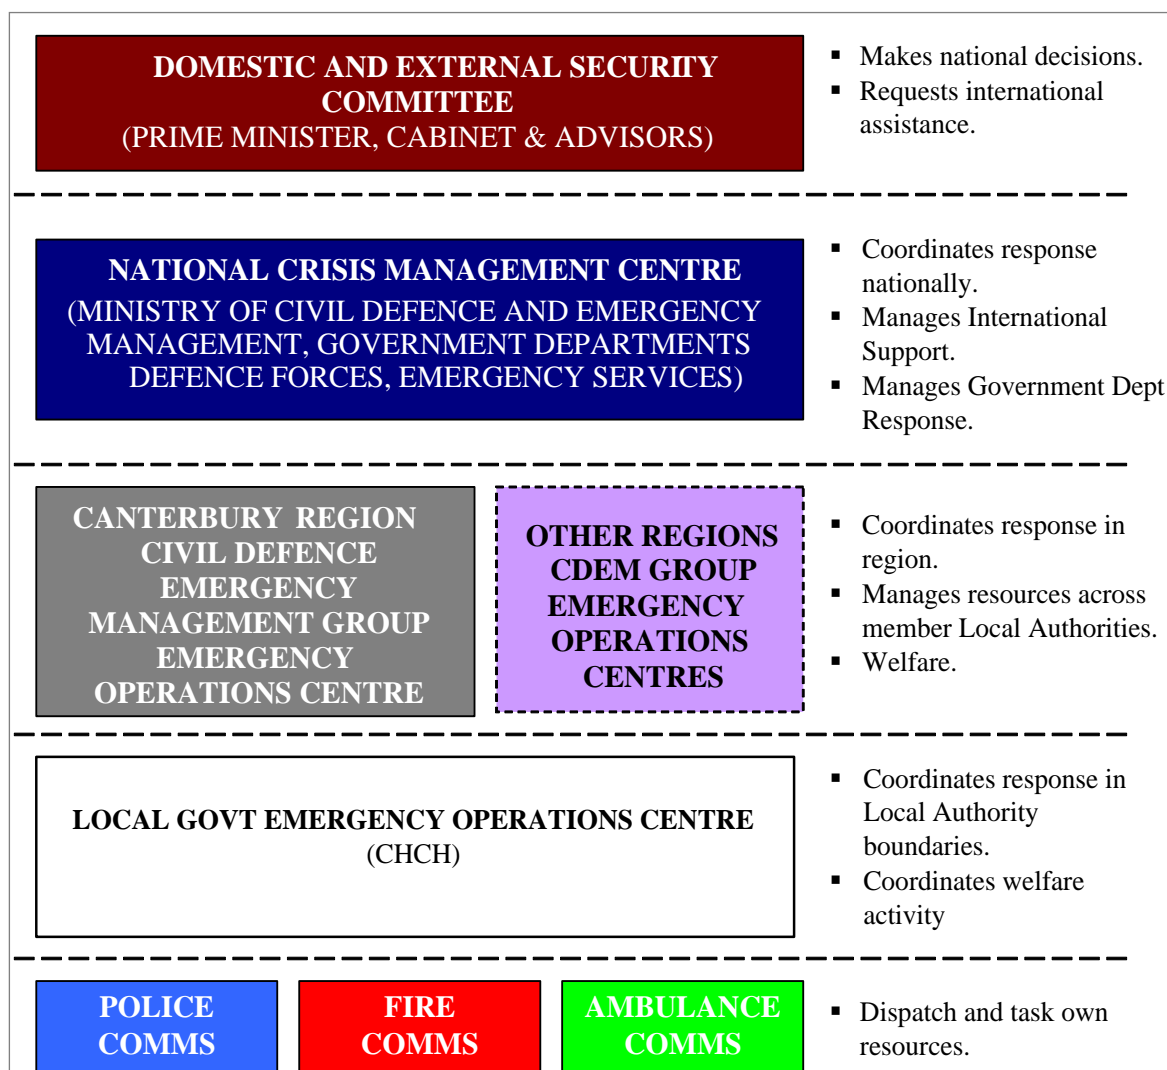 DOMESTIC AND EXTERNAL SECURITY
COMMITTEE
(PRIME MINISTER, CABINET & ADVISORS)
▪ Makes national decisions.
▪ Requests international
assistance.
NATIONAL CRISIS MANAGEMENT CENTRE
(MINISTRY OF CIVIL DEFENCE AND EMERGENCY
MANAGEMENT, GOVERNMENT DEPARTMENTS
DEFENCE FORCES, EMERGENCY SERVICES)
▪ Coordinates response
nationally.
▪ Manages International
Support.
▪ Manages Government Dept
Response.
CANTERBURY REGION
CIVIL DEFENCE
EMERGENCY
MANAGEMENT GROUP
EMERGENCY
OPERATIONS CENTRE
OTHER REGIONS
CDEM GROUP
EMERGENCY
OPERATIONS
CENTRES
▪ Coordinates response in
region.
▪ Manages resources across
member Local Authorities.
▪ Welfare.
LOCAL GOVT EMERGENCY OPERATIONS CENTRE
(CHCH)
▪ Coordinates response in
Local Authority
boundaries.
▪ Coordinates welfare
activity
POLICE
COMMS
FIRE
COMMS
AMBULANCE
COMMS
▪ Dispatch and task own
resources.